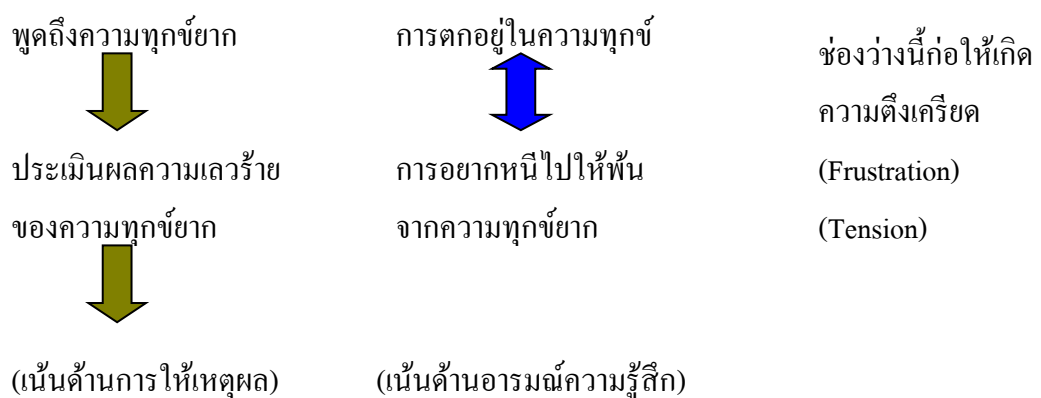 พูดถึงความทุกข์ยาก
การตกอยู่ในความทุกข์
ช่องว่างนี้ก่อให้เกิด
ความตึงเครียด
ประเมินผลความเลวร้าย
การอยากหนีไปให้พ้น
(Frustration)
ของความทุกข์ยาก
จากความทุกข์ยาก
(Tension)
(เน้นด้านการให้เหตุผล)
(เน้นด้านอารมณ์ความรู้สึก)